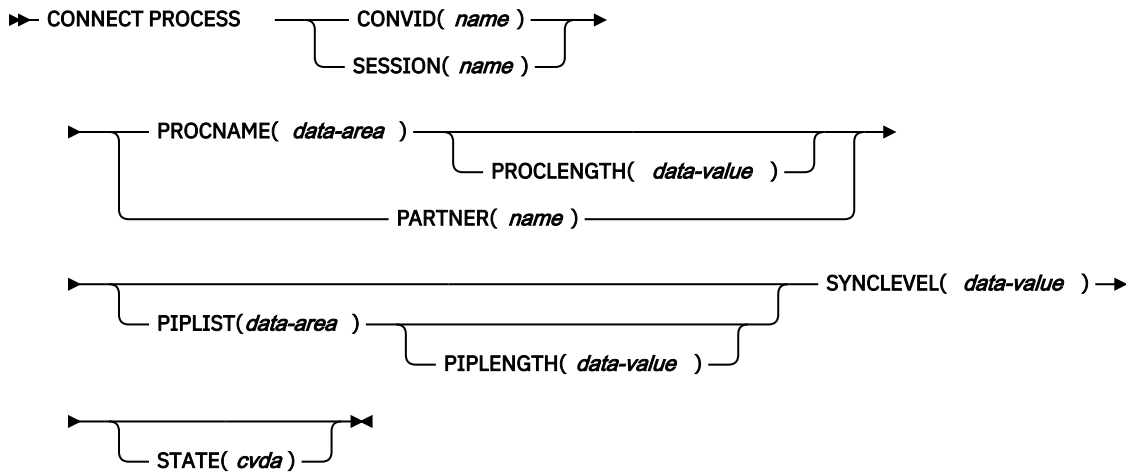 CONNECT PROCESS CONVID( name )
SESSION( name )
PROCNAME( data-area )
PROCLENGTH( data-value )
PARTNER( name )
SYNCLEVEL( data-value )
PIPLIST(data-area )
PIPLENGTH( data-value )
STATE( cvda )